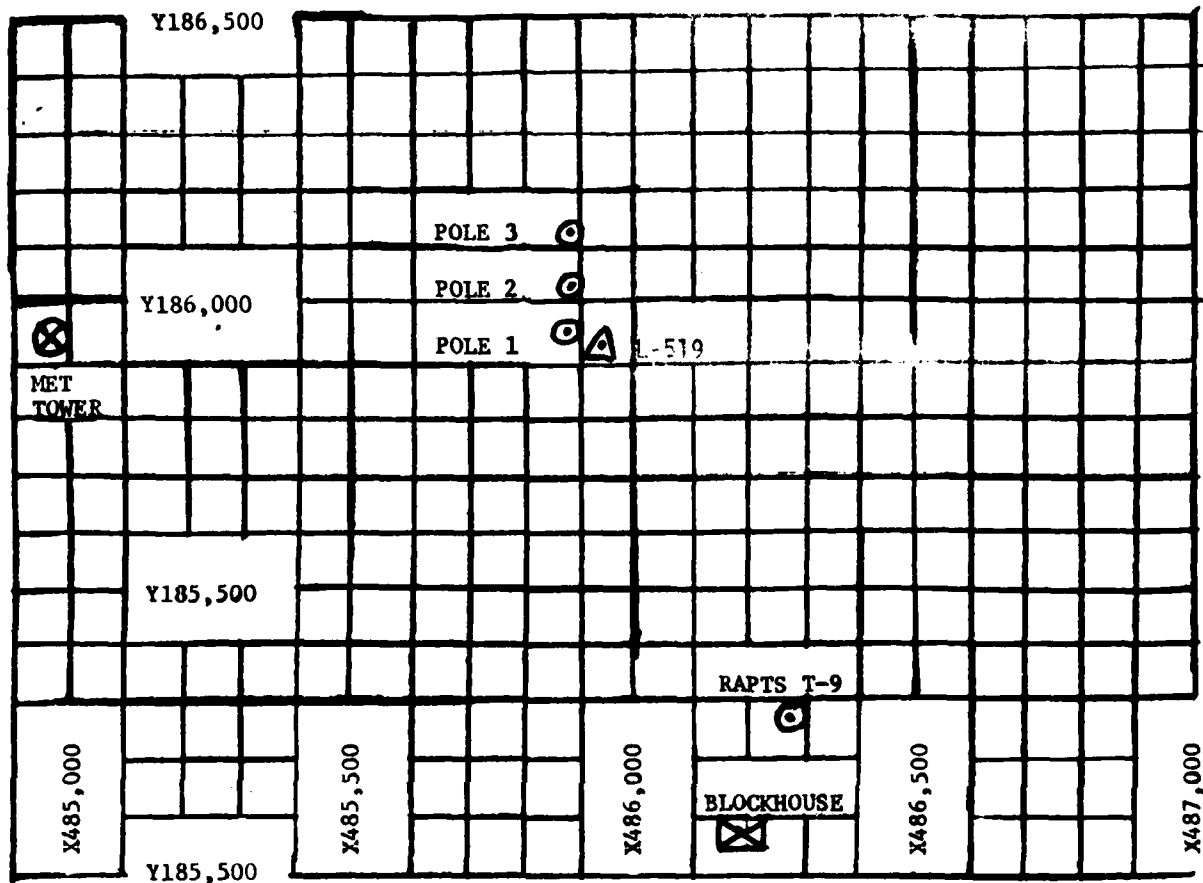 Y186,500
POLE 3
POLE 2
Y186,000
POLE 1
L-519
MET
TOWER
Y185,500
RAPTS T-9
X485,000
X485,500
X486,000
X486,500
X487,000
BLOCKHOUSE
Y185,500